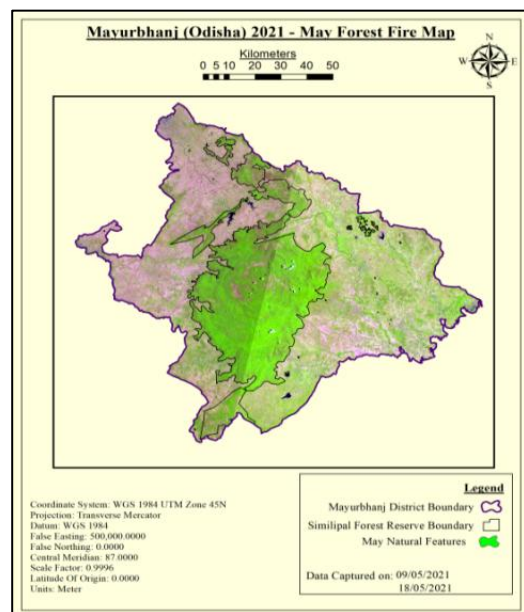 Mayurbhanj (Odisha) 2021 - May Forest Fire Map
Kilometers
0 5 10 20 30 40 50
N
W E
S
Coordinate System: WGS 1984 UTM Zone 45N
Projection: Transverse Mercator
Datum: WGS 1984
False Easting: 500,000.0000
False Northing: 0.0000
Central Meridian: 87.0000
Scale Factor: 0.9996
Latitude Of Origin: 0.0000
Units: Meter
Legend
Mayurbhanj District Boundary
Similipal Forest Reserve Boundary
May Natural Features
Data Captured on: 09/05/2021
18/05/2021